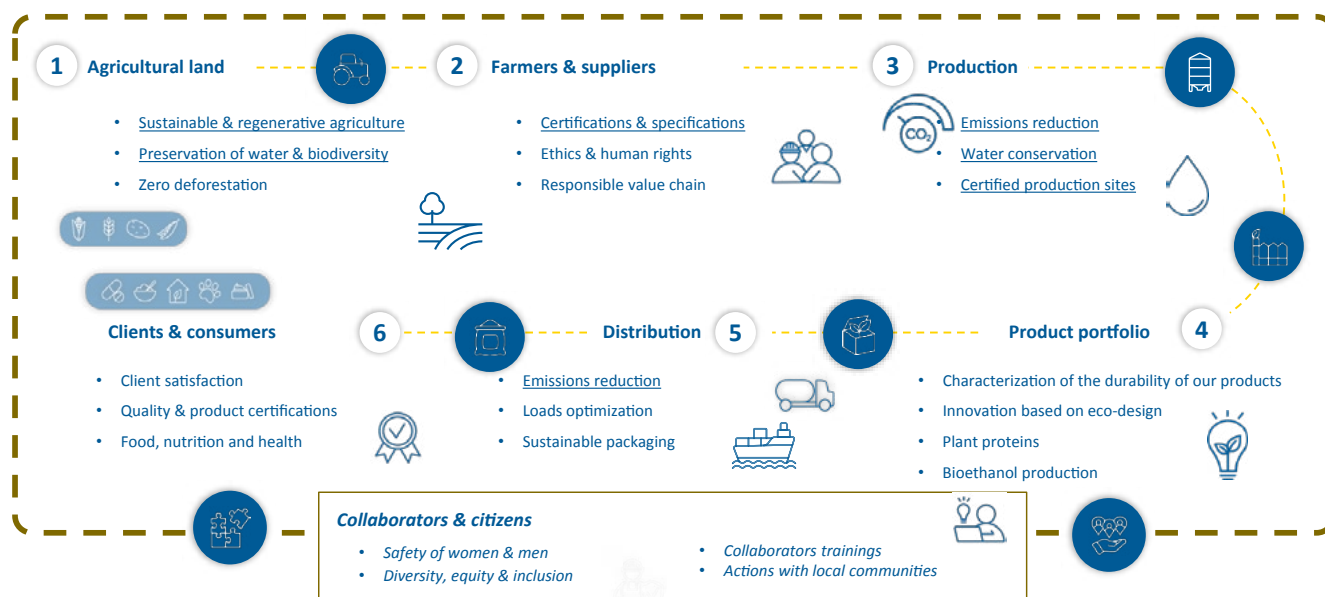 1 Agricultural land
• Sustainable & regenerative agriculture
• Preservation of water & biodiversity
• Zero deforestation
2 Farmers & suppliers
• Certifications & specifications
• Ethics & human rights
• Responsible value chain
3 Production
• Emissions reduction
• Water conservation
• Certified production sites
CO₂
Product portfolio 4
• Characterization of the durability of our products
• Innovation based on eco-design
• Plant proteins
• Bioethanol production
Distribution 5
• Emissions reduction
• Loads optimization
• Sustainable packaging
Clients & consumers 6
• Client satisfaction
• Quality & product certifications
• Food, nutrition and health
Collaborators & citizens
• Safety of women & men
• Diversity, equity & inclusion
• Collaborators trainings
• Actions with local communities